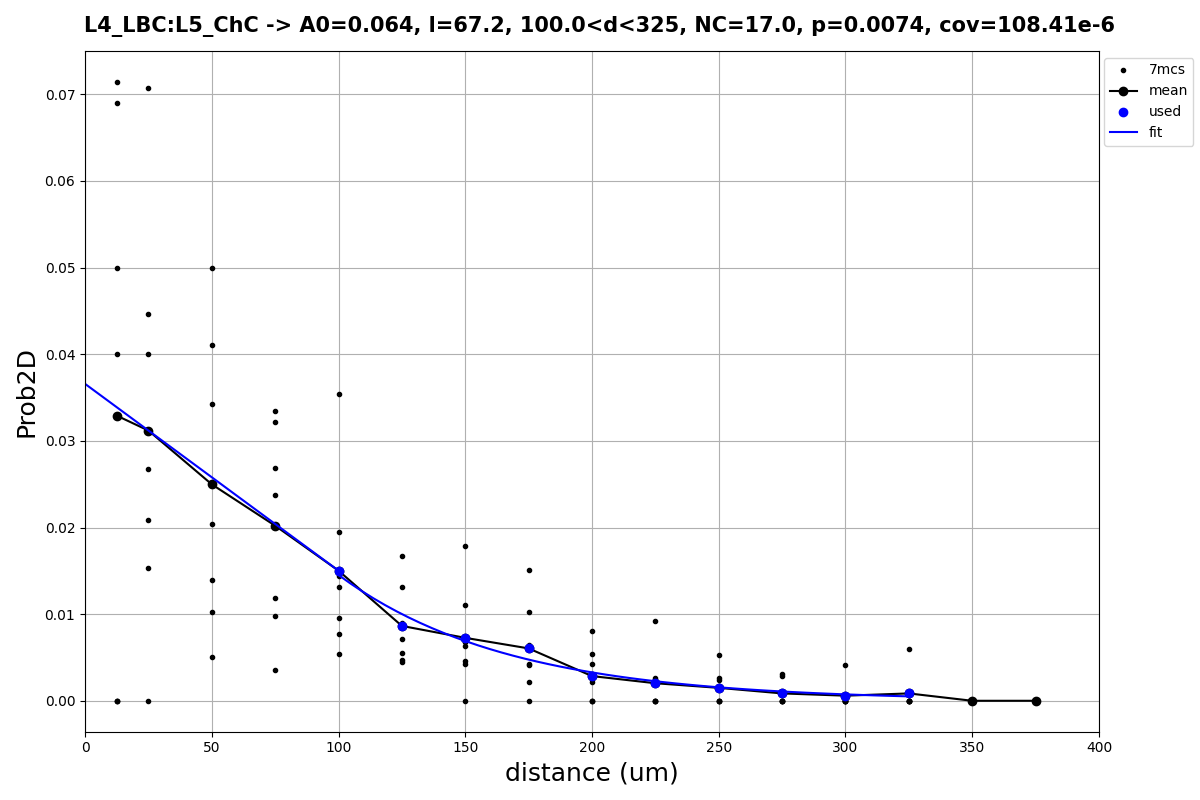 L4_LBC:L5_ChC -> A0=0.064, l=67.2, 100.0<d<325, NC=17.0, p=0.0074, cov=108.41e-6
7mcs
mean
used
fit
Prob2D
0.07
0.06
0.05
0.04
0.03
0.02
0.01
0.00
0 50 100 150 200 250 300 350 400
distance (um)